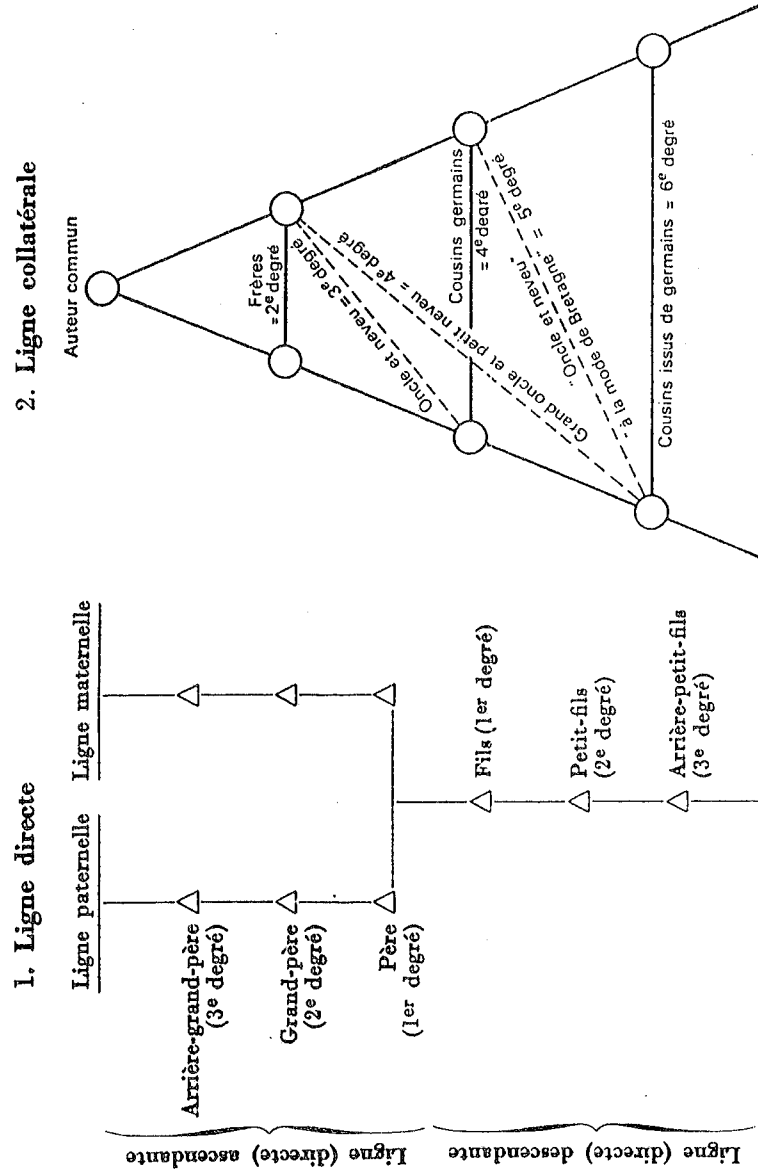 1. Ligne directe
Ligne paternelle
Ligne maternelle
Arrière-grand-père
(3e degré)
Grand-père
(2e degré)
Père
(1er degré)
Fils (1er degré)
Petit-fils
(2e degré)
Arrière-petit-fils
(3e degré)
Ligne (directe) ascendante
Ligne (directe) descendante
2. Ligne collatérale
Auteur commun
Frères
= 2e degré
Oncle et neveu = 3e degré
Grand oncle et petit neveu = 4e degré
Cousins germains
= 4e degré
"Oncle et neveu"
"à la mode de Bretagne" = 5e degré
Cousins issus de germains = 6e degré